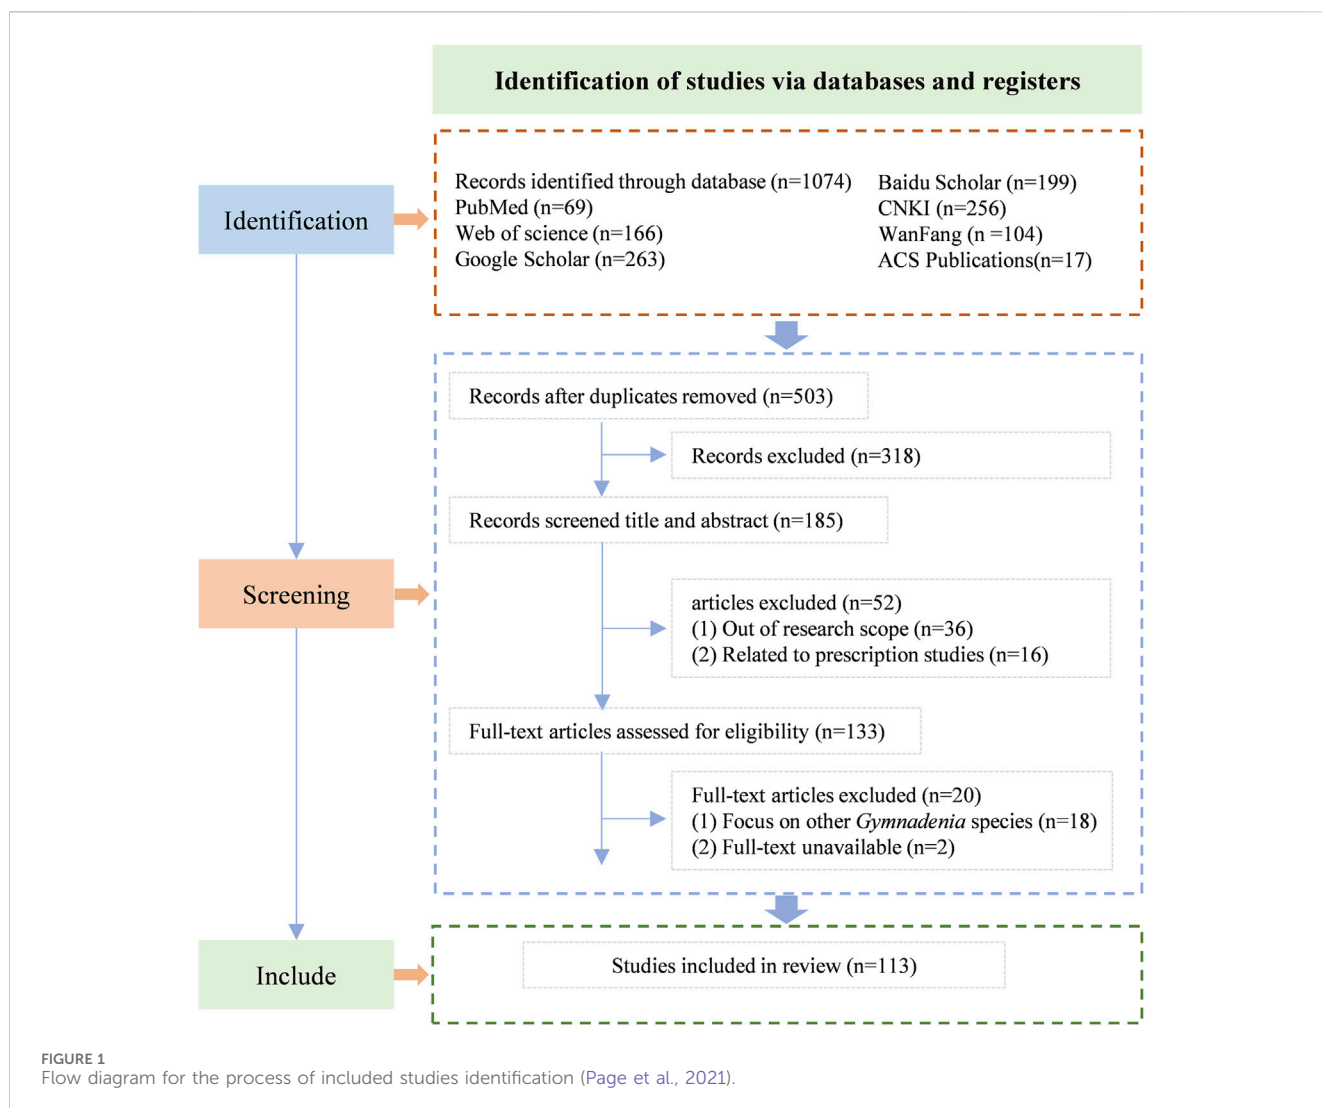 Identification of studies via databases and registers
Identification
Records identified through database (n=1074)
PubMed (n=69)
Web of science (n=166)
Google Scholar (n=263)
Baidu Scholar (n=199)
CNKI (n=256)
WanFang (n =104)
ACS Publications(n=17)
Screening
Records after duplicates removed (n=503)
Records excluded (n=318)
Records screened title and abstract (n=185)
articles excluded (n=52)
(1) Out of research scope (n=36)
(2) Related to prescription studies (n=16)
Full-text articles assessed for eligibility (n=133)
Full-text articles excluded (n=20)
(1) Focus on other Gymnadenia species (n=18)
(2) Full-text unavailable (n=2)
Include
Studies included in review (n=113)
FIGURE 1
Flow diagram for the process of included studies identification (Page et al., 2021).